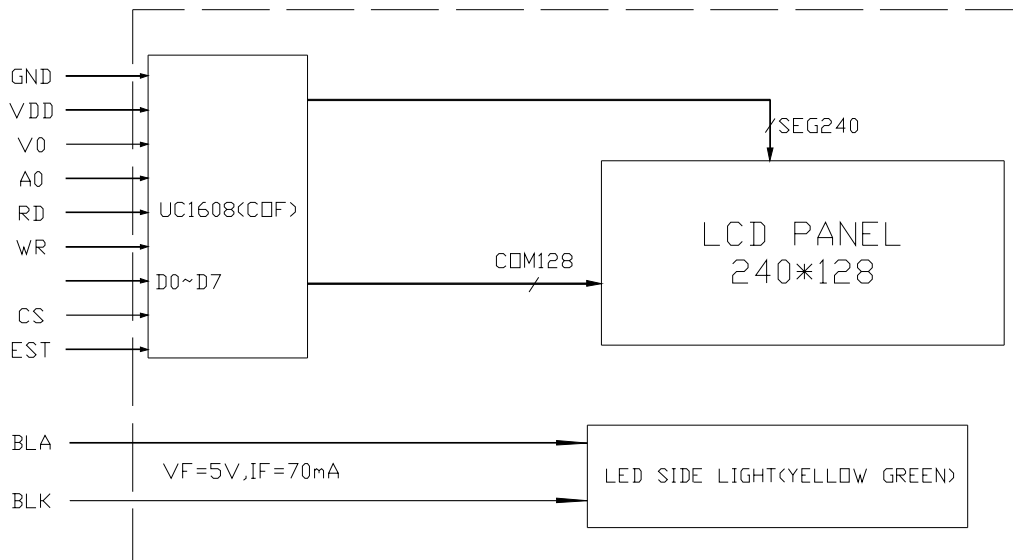 GND
VDD
V0
A0
RD
WR
CS
EST
UC1608(COF)
D0~D7
SEG240
COM128
LCD PANEL
240*128
BLA
VF=5V,IF=70mA
BLK
LED SIDE LIGHT(YELLOW GREEN)